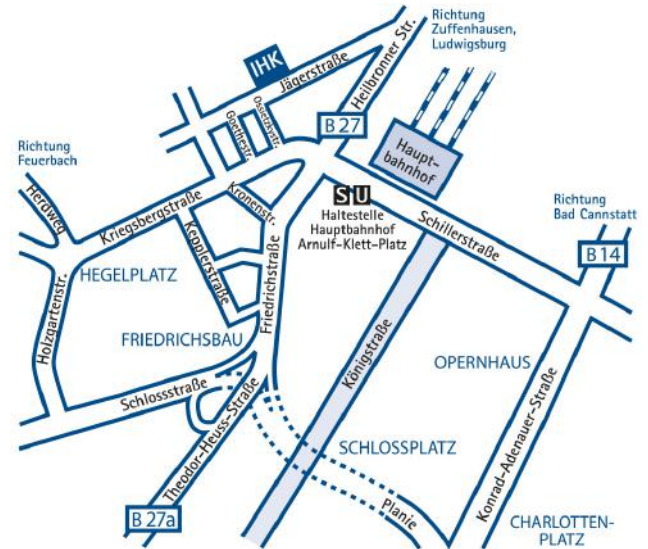 Richtung
Zuffenhausen,
Ludwigsburg
Heilbronner Str.
IHK
Jägerstraße
Ossietzkystr.
Goethestr.
B 27
Haupt-
bahnhof
Richtung
Feuerbach
Herdweg
Kriegsbergstraße
Kronenstr.
S U
Haltestelle
Hauptbahnhof
Arnulf-Klett-Platz
Schillerstraße
Richtung
Bad Cannstatt
B 14
HEGELPLATZ
Kepplerstraße
Friedrichstraße
Holzgartenstr.
FRIEDRICHSBAU
Königstraße
OPERNHAUS
Schlossstraße
Theodor-Heuss-Straße
SCHLOSSPLATZ
Konrad-Adenauer-Straße
Planie
B 27a
CHARLOTTEN-
PLATZ